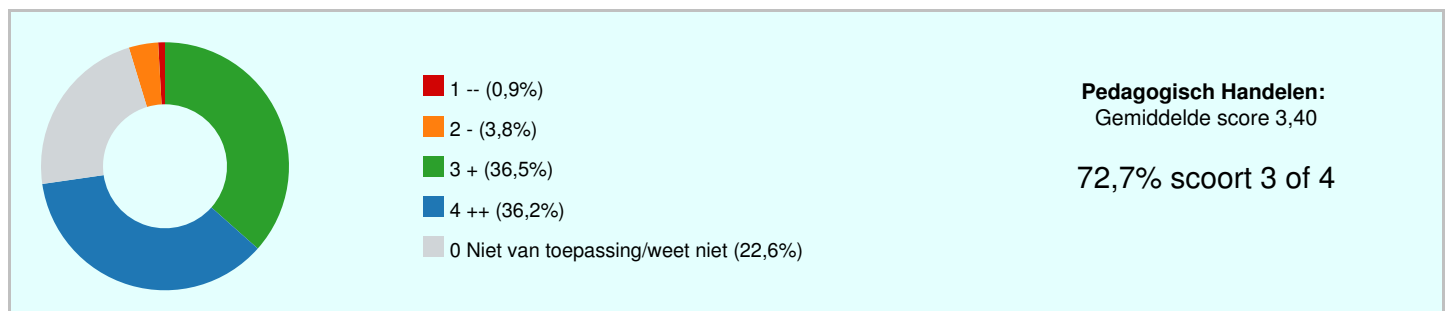 1 -- (0,9%)
2 - (3,8%)
3 + (36,5%)
4 ++ (36,2%)
0 Niet van toepassing/weet niet (22,6%)
Pedagogisch Handelen:
Gemiddelde score 3,40
72,7% scoort 3 of 4